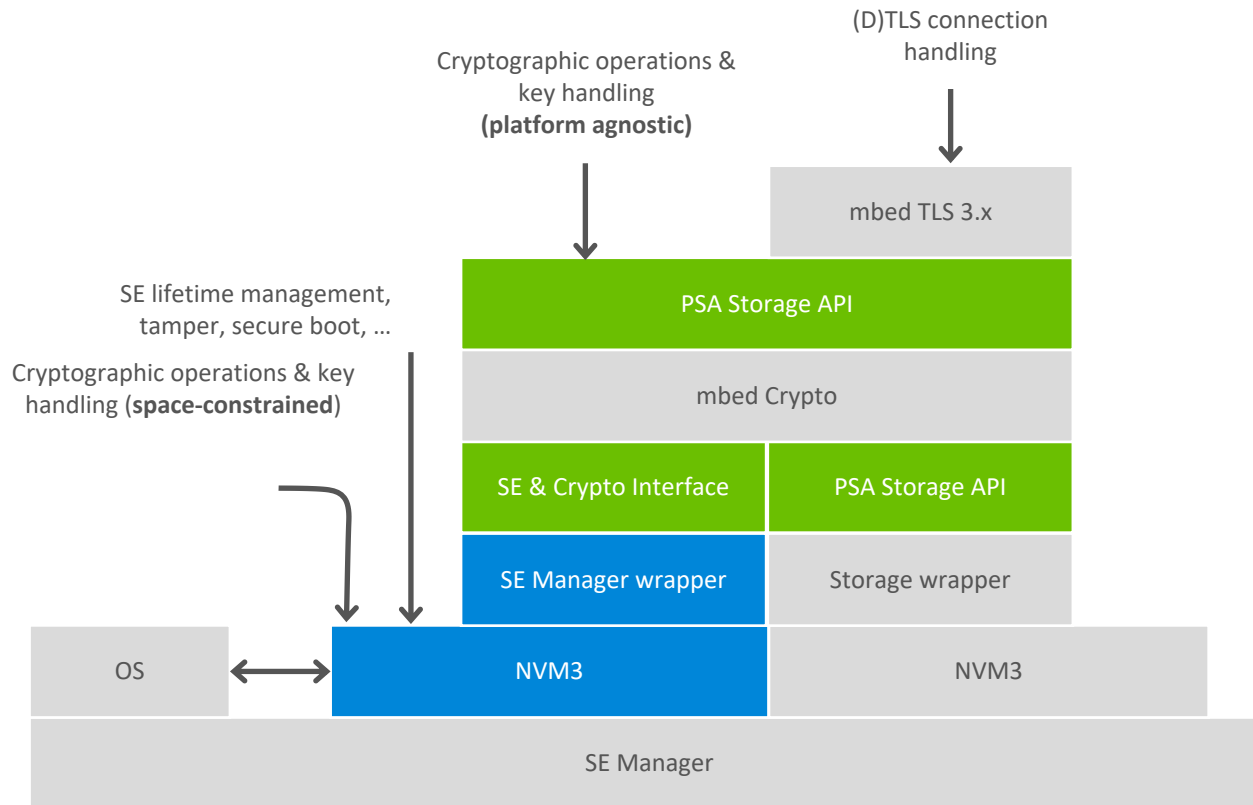 (D)TLS connection
handling
Cryptographic operations &
key handling
(platform agnostic)
mbed TLS 3.x
SE lifetime management,
tamper, secure boot, …
PSA Storage API
Cryptographic operations & key
handling (space-constrained)
mbed Crypto
SE & Crypto Interface
PSA Storage API
SE Manager wrapper
Storage wrapper
OS
NVM3
NVM3
SE Manager